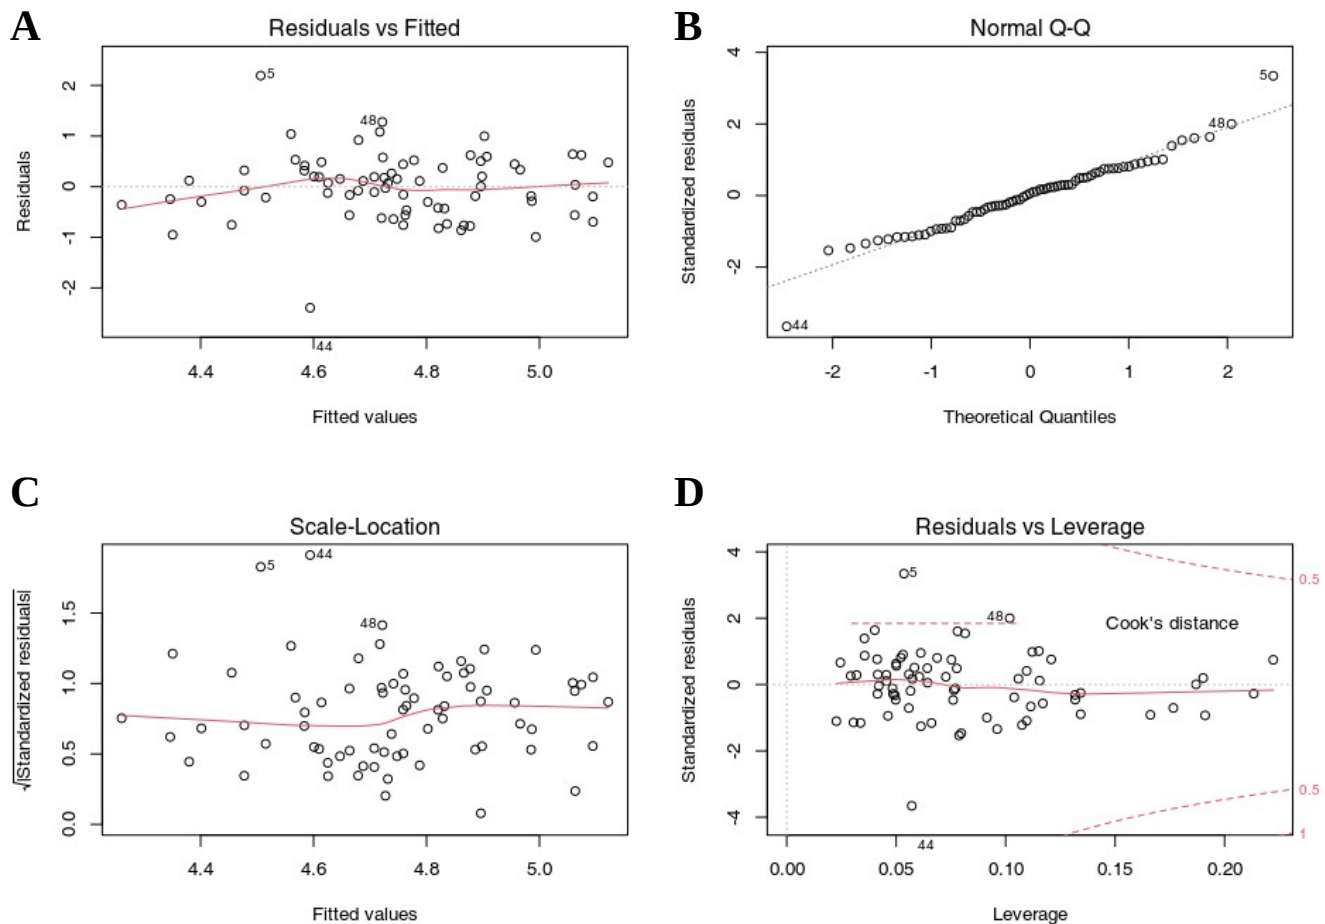 A
Residuals vs Fitted
Residuals
2
1
0
-1
-2
5
48
44
4.4 4.6 4.8 5.0
Fitted values
B
Normal Q-Q
Standardized residuals
4
2
0
-2
5
48
44
-2 -1 0 1 2
Theoretical Quantiles
C
Scale-Location
√|Standardized residuals|
1.5
1.0
0.5
0.0
44
5
48
4.4 4.6 4.8 5.0
Fitted values
D
Residuals vs Leverage
Standardized residuals
4
2
0
-2
-4
5
48
Cook's distance
0.5
0.5
1
44
0.00 0.05 0.10 0.15 0.20
Leverage